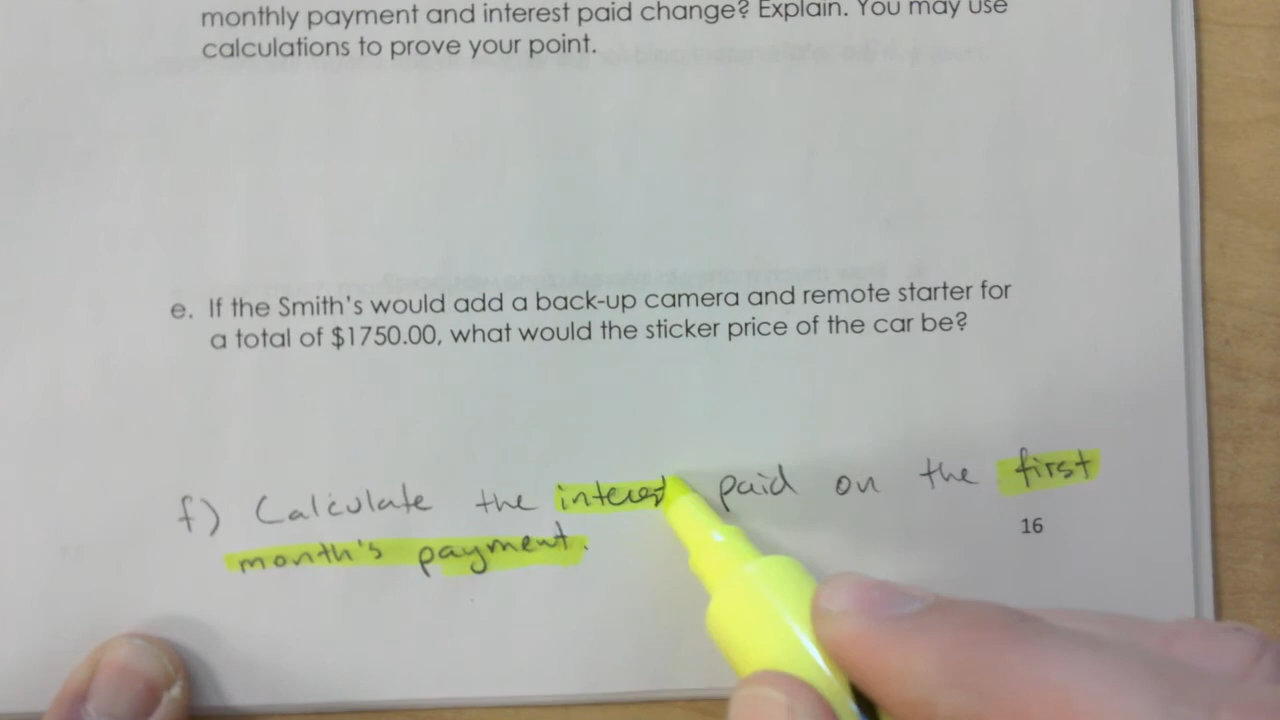 monthly payment and interest paid change? Explain. You may use
calculations to prove your point.
e. If the Smith's would add a back-up camera and remote starter for
a total of $1750.00, what would the sticker price of the car be?
f) Calculate the interest paid on the first
month's payment.
16